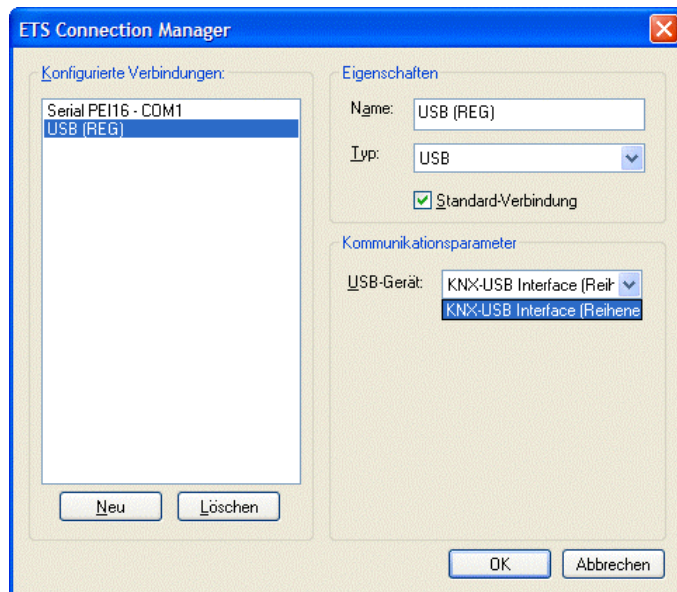 ETS Connection Manager
Konfigurierte Verbindungen:
Serial PEI16 - COM1
USB (REG)
Neu
Löschen
Eigenschaften
Name:
USB (REG)
Typ:
USB
Standard-Verbindung
Kommunikationsparameter
USB-Gerät:
KNX-USB Interface (Reih
KNX-USB Interface (Reihene
OK
Abbrechen